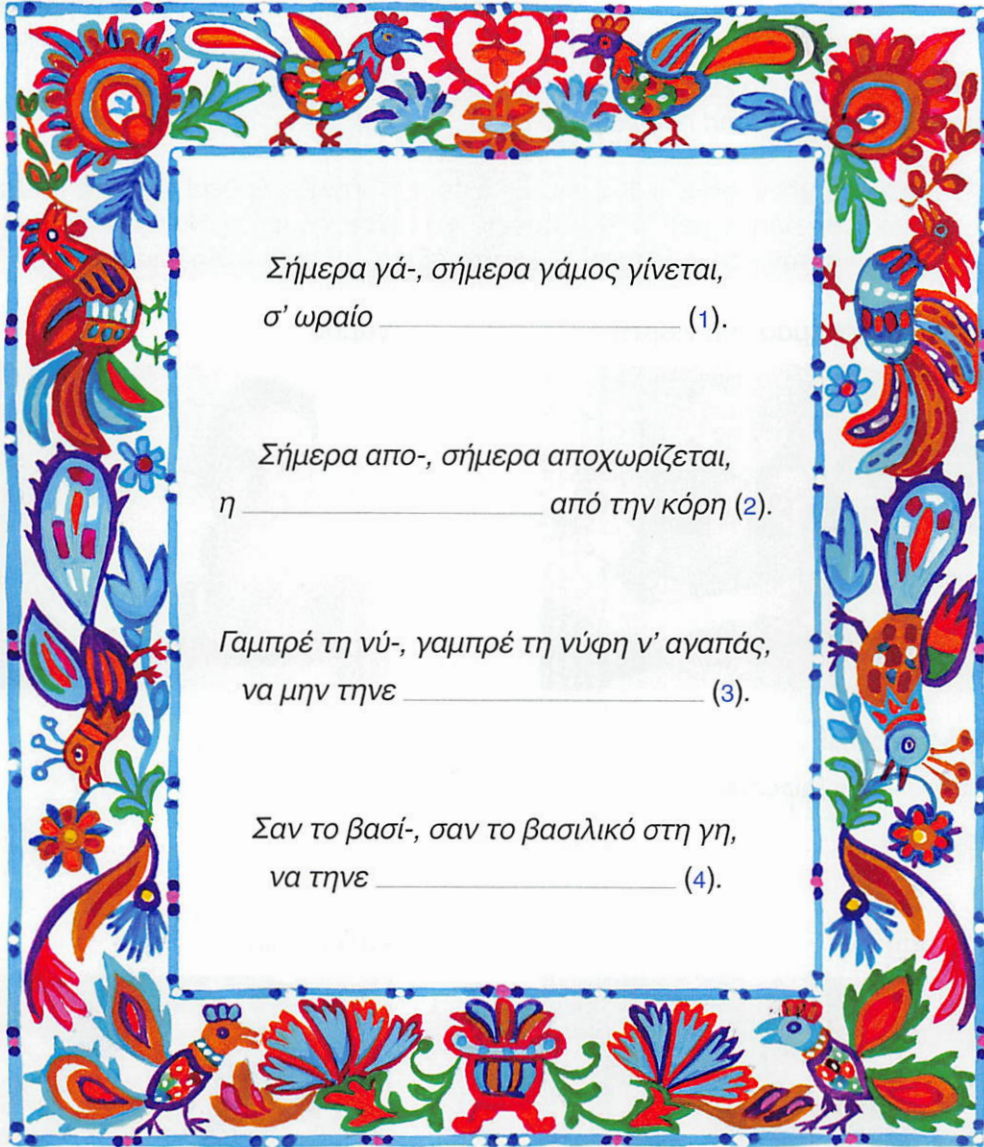 Σήμερα γά-, σήμερα γάμος γίνεται,
σ' ωραίο ______________ (1).
Σήμερα απο-, σήμερα αποχωρίζεται,
η ______________ από την κόρη (2).
Γαμπρέ τη νύ-, γαμπρέ τη νύφη ν' αγαπάς,
να μην τηνε ______________ (3).
Σαν το βασί-, σαν το βασιλικό στη γη,
να τηνε ______________ (4).